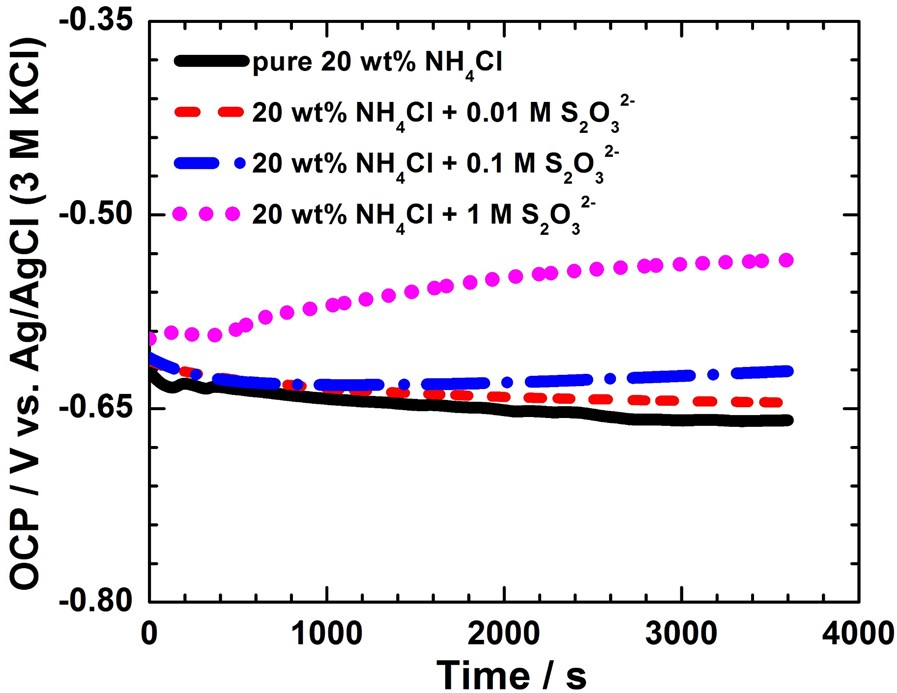 -0.35
pure 20 wt% NH₄Cl
20 wt% NH₄Cl + 0.01 M S₂O₃²⁻
20 wt% NH₄Cl + 0.1 M S₂O₃²⁻
20 wt% NH₄Cl + 1 M S₂O₃²⁻
-0.50
-0.65
-0.80
OCP / V vs. Ag/AgCl (3 M KCl)
0 1000 2000 3000 4000
Time / s